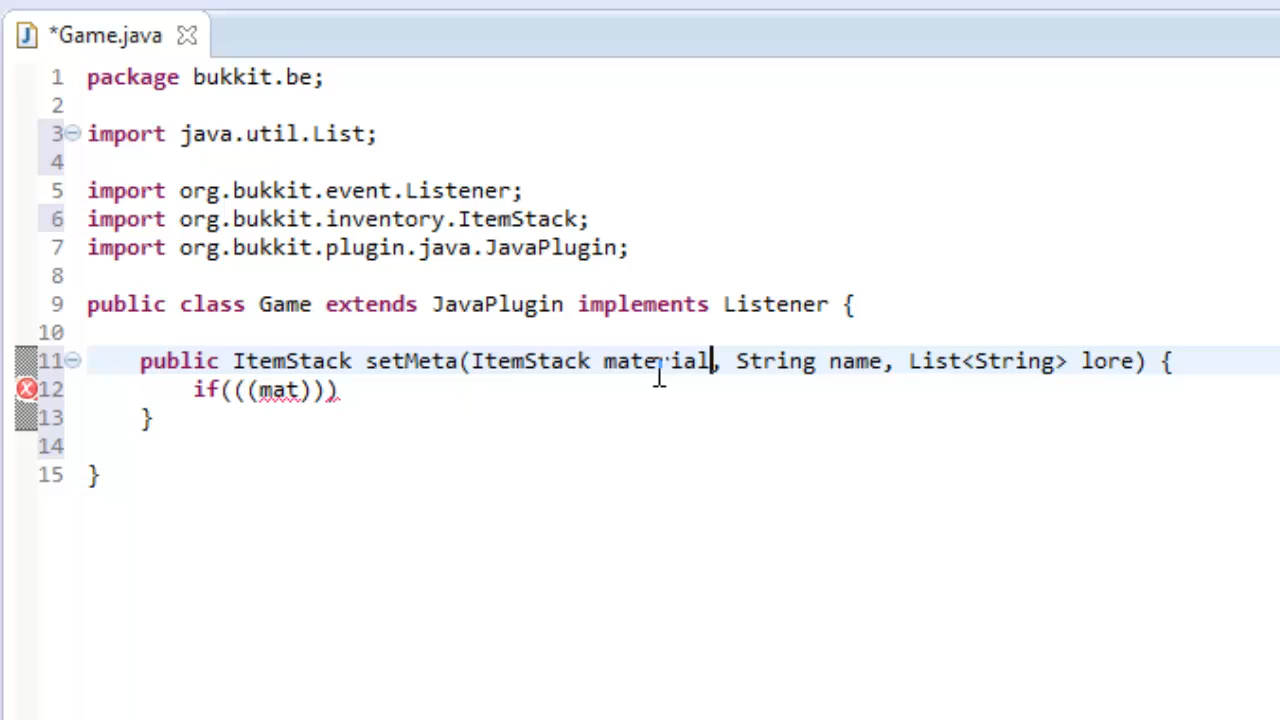 *Game.java
1 package bukkit.be;
2
3 import java.util.List;
4
5 import org.bukkit.event.Listener;
6 import org.bukkit.inventory.ItemStack;
7 import org.bukkit.plugin.java.JavaPlugin;
8
9 public class Game extends JavaPlugin implements Listener {
10
11 public ItemStack setMeta(ItemStack material, String name, List<String> lore) {
12 if(((mat)))
13 }
14
15 }